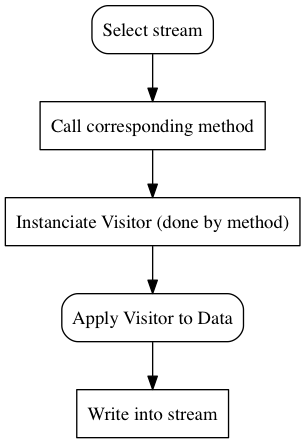 Select stream
Call corresponding method
Instanciate Visitor (done by method)
Apply Visitor to Data
Write into stream